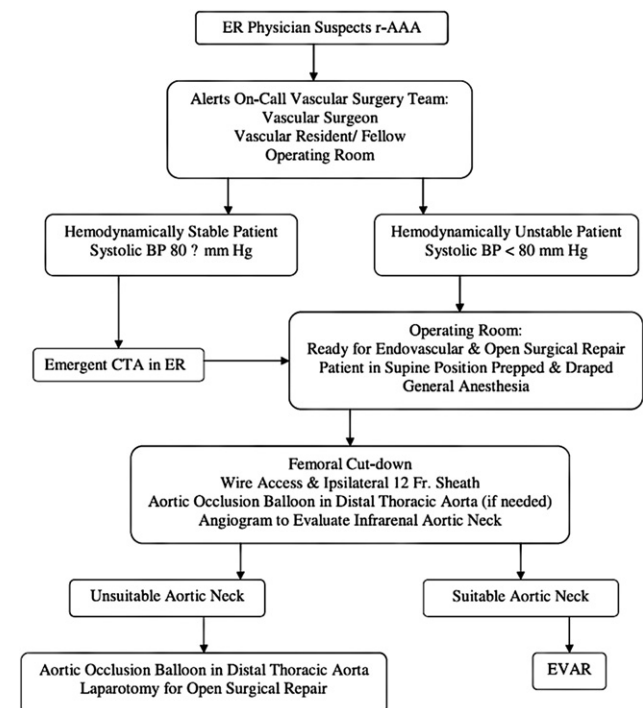 ER Physician Suspects r-AAA
Alerts On-Call Vascular Surgery Team:
Vascular Surgeon
Vascular Resident/ Fellow
Operating Room
Hemodynamically Stable Patient
Systolic BP 80 ? mm Hg
Hemodynamically Unstable Patient
Systolic BP < 80 mm Hg
Emergent CTA in ER
Operating Room:
Ready for Endovascular & Open Surgical Repair
Patient in Supine Position Prepped & Draped
General Anesthesia
Femoral Cut-down
Wire Access & Ipsilateral 12 Fr. Sheath
Aortic Occlusion Balloon in Distal Thoracic Aorta (if needed)
Angiogram to Evaluate Infrarenal Aortic Neck
Unsuitable Aortic Neck
Suitable Aortic Neck
Aortic Occlusion Balloon in Distal Thoracic Aorta
Laparotomy for Open Surgical Repair
EVAR